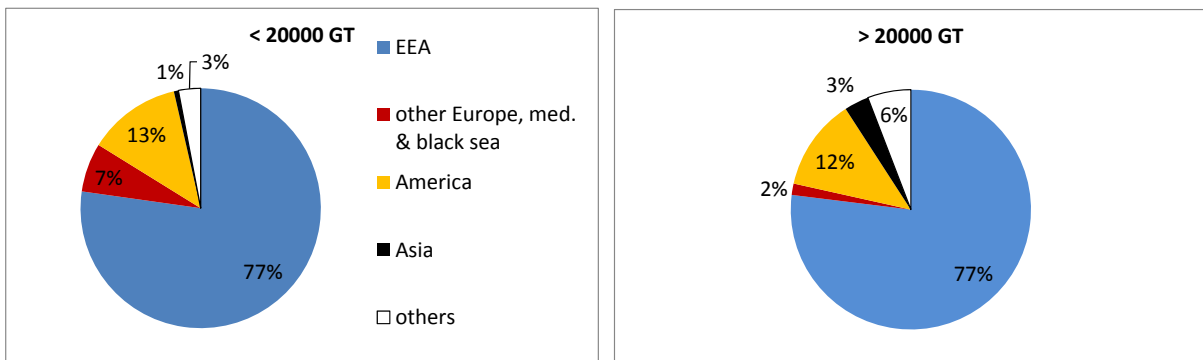 < 20000 GT
1%
3%
13%
7%
77%
EEA
other Europe, med.
& black sea
America
Asia
others
> 20000 GT
3%
6%
12%
2%
77%